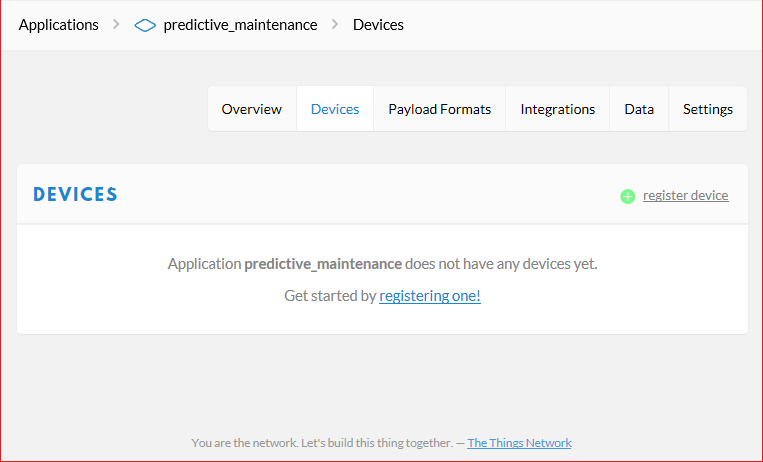 Applications > predictive_maintenance > Devices
Overview Devices Payload Formats Integrations Data Settings
DEVICES register device
Application predictive_maintenance does not have any devices yet.
Get started by registering one!
You are the network. Let's build this thing together. — The Things Network